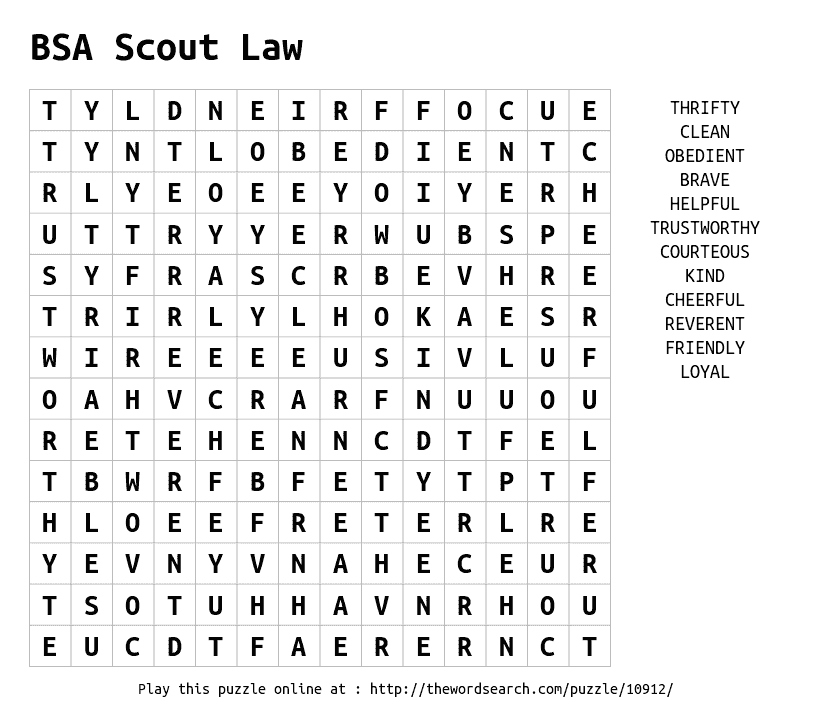 BSA Scout Law
T Y L D N E I R F F O C U E
T Y N T L O B E D I E N T C
R L Y E O E E Y O I Y E R H
U T T R Y Y E R W U B S P E
S Y F R A S C R B E V H R E
T R I R L Y L H O K A E S R
W I R E E E E U S I V L U F
O A H V C R A R F N U U O U
R E T E H E N N C D T F E L
T B W R F B F E T Y T P T F
H L O E E F R E T E R L R E
Y E V N Y V N A H E C E U R
T S O T U H H A V N R H O U
E U C D T F A E R E R N C T
THRIFTY
CLEAN
OBEDIENT
BRAVE
HELPFUL
TRUSTWORTHY
COURTEOUS
KIND
CHEERFUL
REVERENT
FRIENDLY
LOYAL
Play this puzzle online at : http://thewordsearch.com/puzzle/10912/